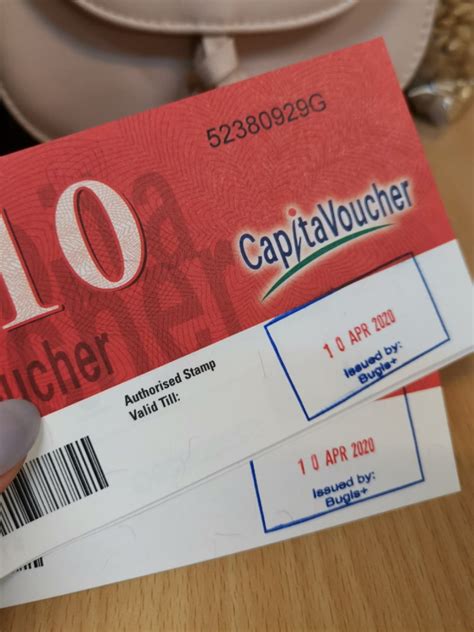 52380929G
10
CapitaVoucher
ucher
Authorised Stamp
Valid Till:
10 APR 2020
Issued by:
Bugis+
10 APR 2020
Issued by:
Bugis+